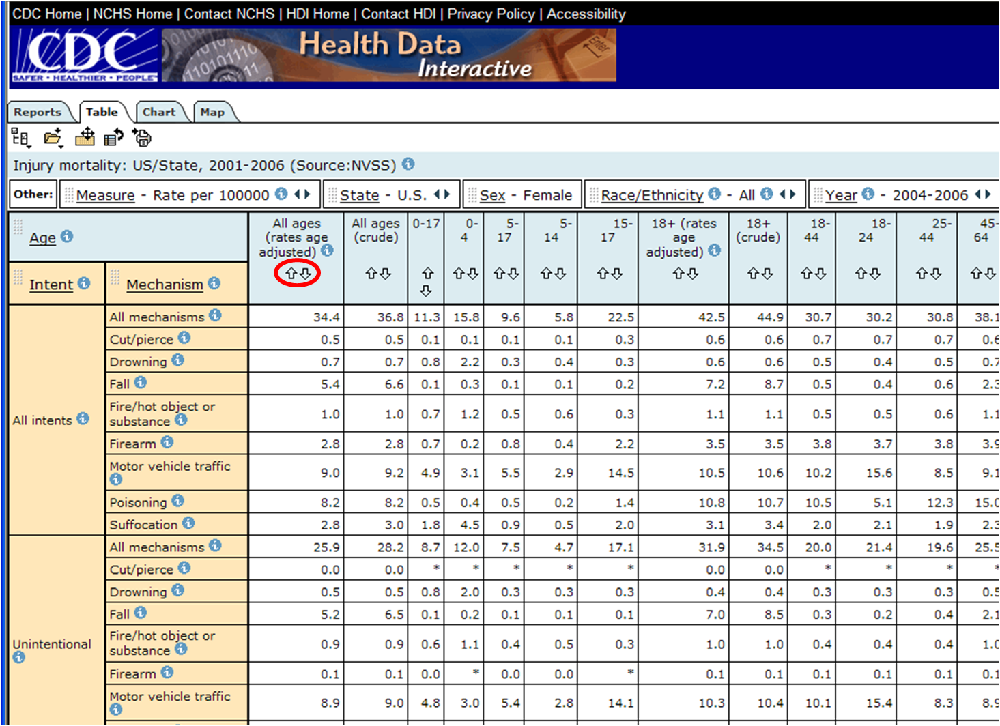 CDC Home | NCHS Home | Contact NCHS | HDI Home | Contact HDI | Privacy Policy | Accessibility
CDC
SAFER • HEALTHIER • PEOPLE™
Health Data
Interactive
Enter
Reports Table Chart Map
Injury mortality: US/State, 2001-2006 (Source:NVSS)
Other: Measure - Rate per 100000 State - U.S. Sex - Female Race/Ethnicity - All Year - 2004-2006
Age
All ages (rates age adjusted)
All ages (crude)
0-17
0-4
5-17
5-14
15-17
18+ (rates age adjusted)
18+ (crude)
18-44
18-24
25-44
45-64
Intent Mechanism
All intents
All mechanisms 34.4 36.8 11.3 15.8 9.6 5.8 22.5 42.5 44.9 30.7 30.2 30.8 38.1
Cut/pierce 0.5 0.5 0.1 0.1 0.1 0.1 0.3 0.6 0.6 0.7 0.7 0.7 0.6
Drowning 0.7 0.7 0.8 2.2 0.3 0.4 0.3 0.6 0.6 0.5 0.4 0.5 0.7
Fall 5.4 6.6 0.1 0.3 0.1 0.1 0.2 7.2 8.7 0.5 0.4 0.6 2.3
Fire/hot object or
substance 1.0 1.0 0.7 1.2 0.5 0.6 0.3 1.1 1.1 0.5 0.5 0.6 1.1
Firearm 2.8 2.8 0.7 0.2 0.8 0.4 2.2 3.5 3.5 3.8 3.7 3.8 3.9
Motor vehicle traffic 9.0 9.2 4.9 3.1 5.5 2.9 14.5 10.5 10.6 10.2 15.6 8.5 9.1
Poisoning 8.2 8.2 0.5 0.4 0.5 0.2 1.4 10.8 10.7 10.5 5.1 12.3 15.0
Suffocation 2.8 3.0 1.8 4.5 0.9 0.5 2.0 3.1 3.4 2.0 2.1 1.9 2.3
Unintentional
All mechanisms 25.9 28.2 8.7 12.0 7.5 4.7 17.1 31.9 34.5 20.0 21.4 19.6 25.5
Cut/pierce 0.0 0.0 * * * * * 0.0 0.0 * * * *
Drowning 0.5 0.5 0.8 2.0 0.3 0.3 0.3 0.4 0.4 0.3 0.3 0.3 0.5
Fall 5.2 6.5 0.1 0.2 0.1 0.1 0.1 7.0 8.5 0.3 0.2 0.4 2.1
Fire/hot object or
substance 0.9 0.9 0.6 1.1 0.4 0.5 0.3 1.0 1.0 0.4 0.4 0.4 1.0
Firearm 0.1 0.1 0.0 * 0.0 0.0 * 0.1 0.1 0.1 0.1 0.1 0.1
Motor vehicle traffic 8.9 9.0 4.8 3.0 5.4 2.8 14.1 10.3 10.4 10.1 15.4 8.3 8.9